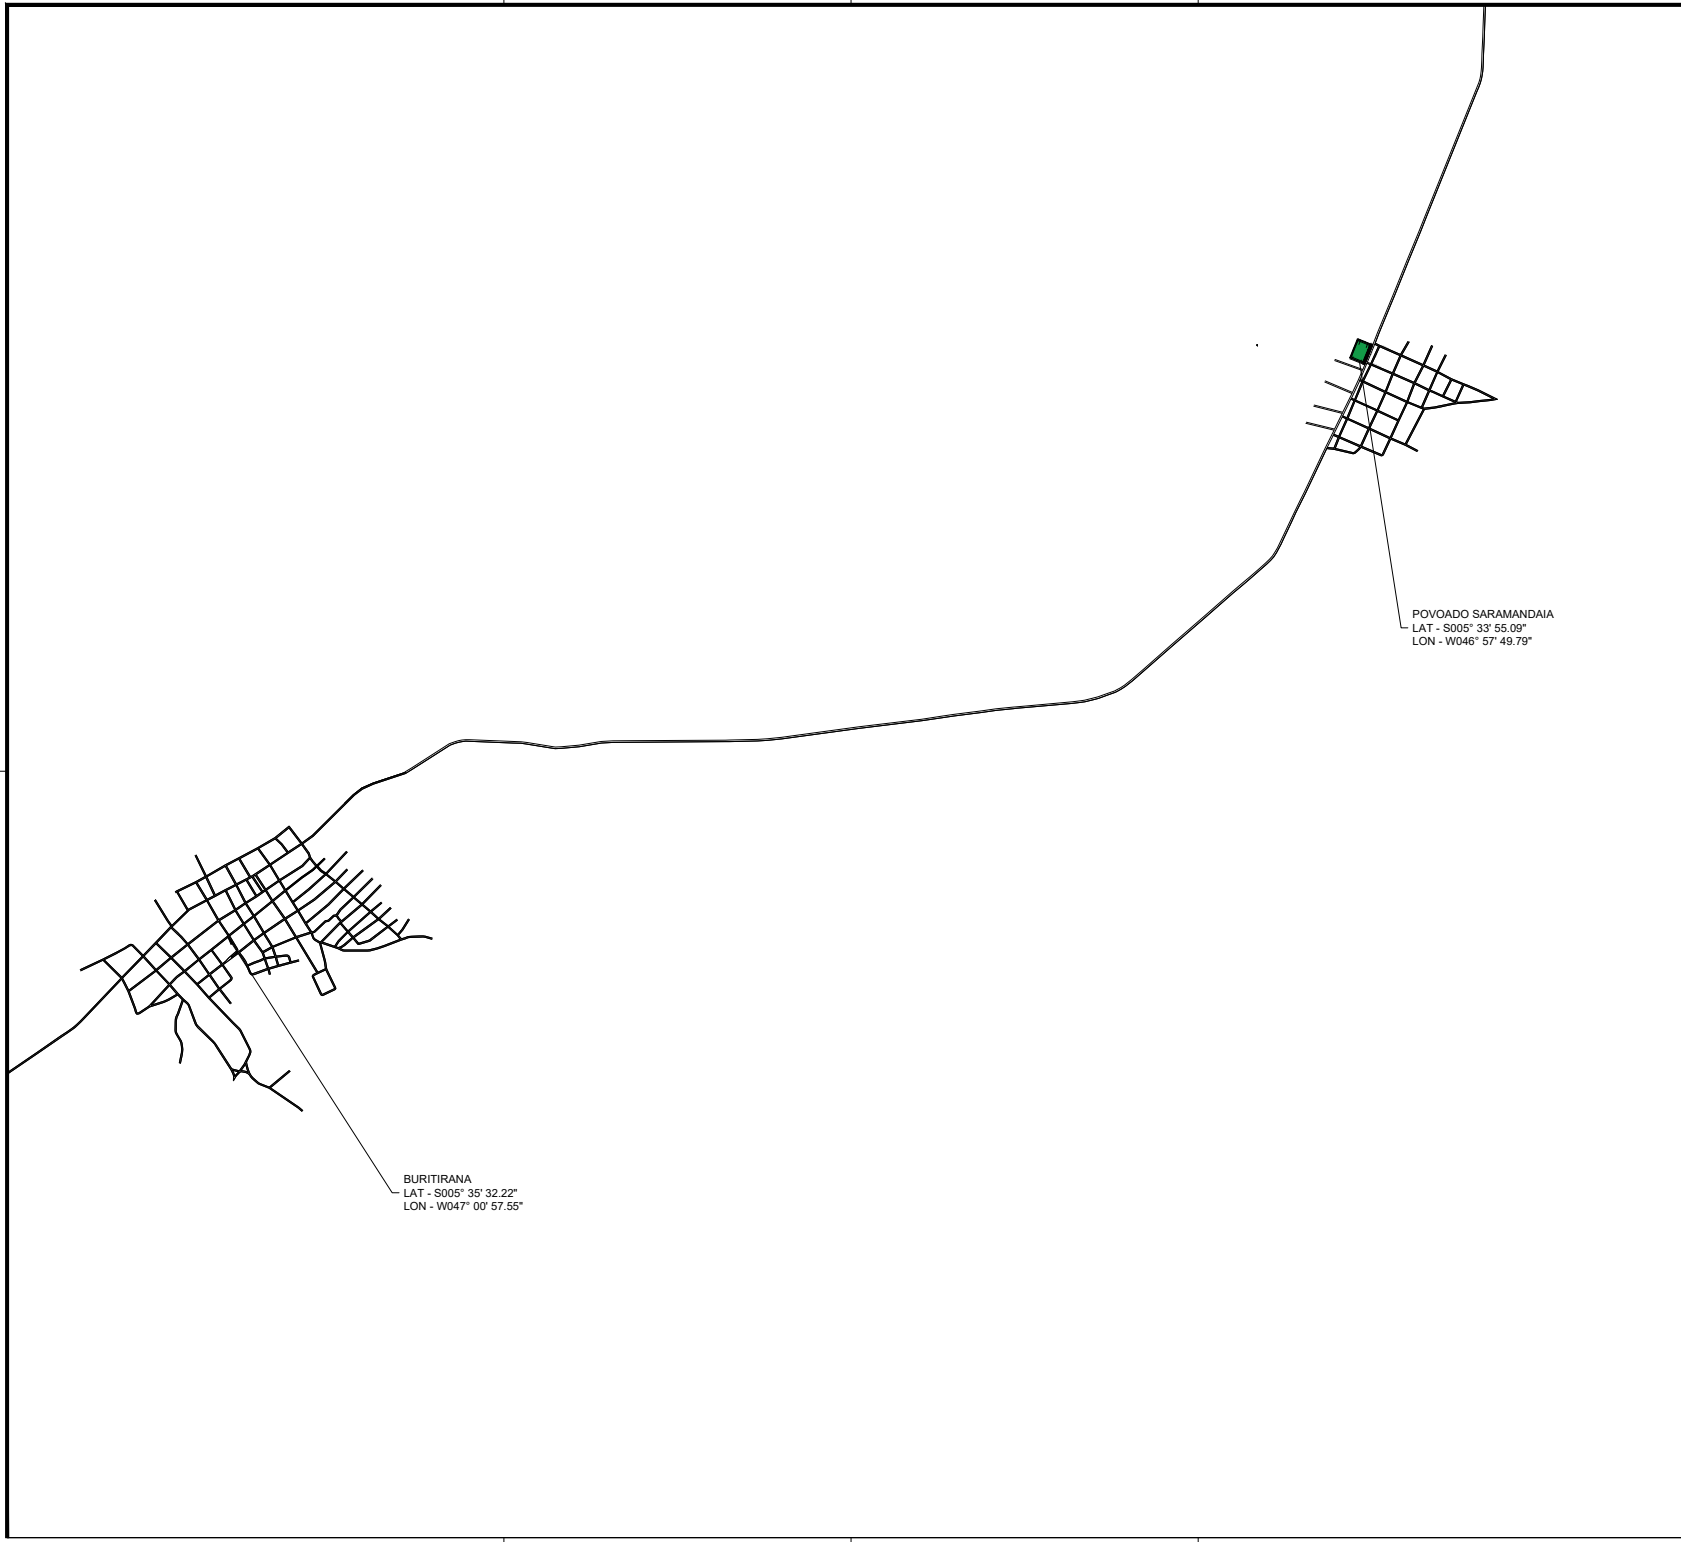 POVOADO SARAMANDAIA
LAT - S005° 33' 55.09"
LON - W046° 57' 49.79"
BURITIRANA
LAT - S005° 35' 32.22"
LON - W047° 00' 57.55"